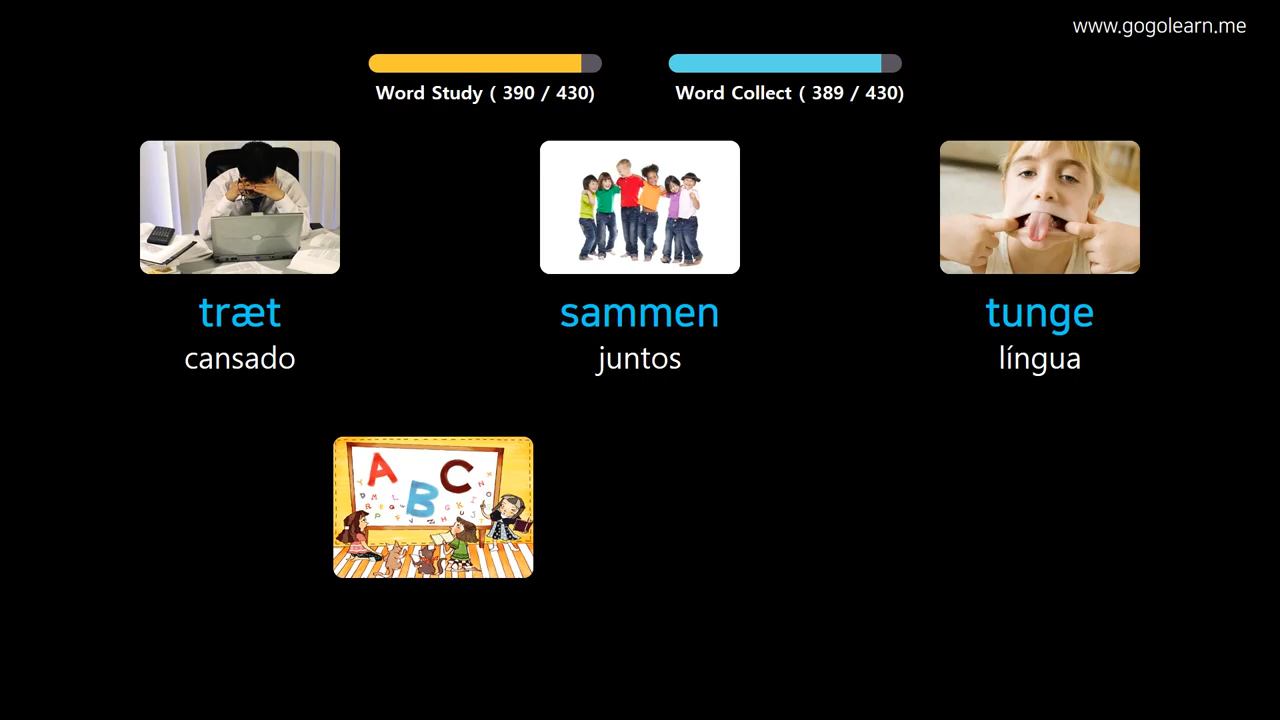 www.gogolearn.me
Word Study ( 390 / 430)
Word Collect ( 389 / 430)
træt
sammen
tunge
cansado
juntos
língua
A
B
C